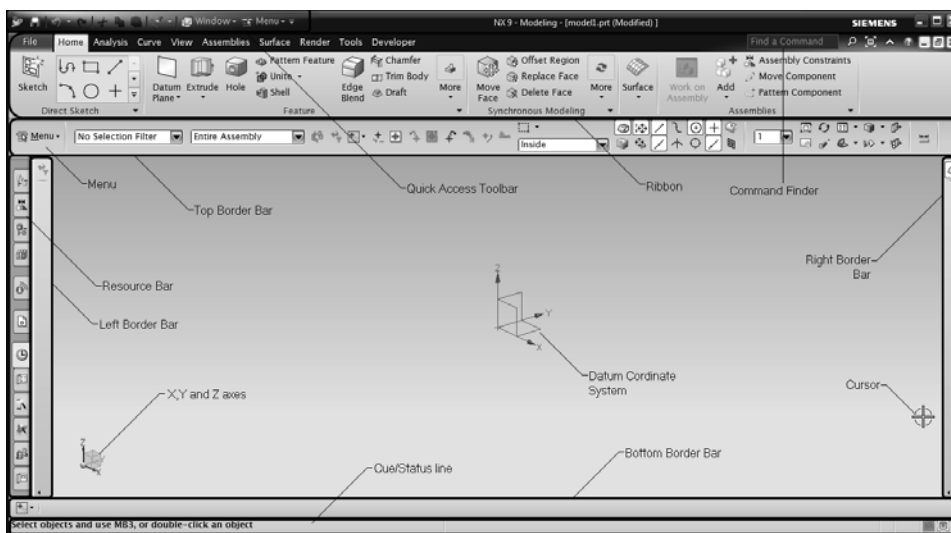 Window Menu
NX 9 - Modeling - [model1.prt (Modified) ]
SIEMENS
File Home Analysis Curve View Assemblies Surface Render Tools Developer
Find a Command
Sketch
Direct Sketch
Datum Plane
Extrude
Hole
Pattern Feature
Unite
Shell
Edge Blend
Chamfer
Trim Body
Draft
More
Feature
Move Face
Offset Region
Replace Face
Delete Face
More
Synchronous Modeling
Surface
Work on Assembly
Add
Assembly Constraints
Move Component
Pattern Component
Assemblies
Menu
No Selection Filter
Entire Assembly
Inside
1
Menu
Quick Access Toolbar
Ribbon
Command Finder
Top Border Bar
Right Border
Bar
Resource Bar
Left Border Bar
Z
Y
X
Datum Cordinate
System
Cursor
X,Y and Z axes
Z
Bottom Border Bar
Cue/Status line
Select objects and use MB3, or double-click an object